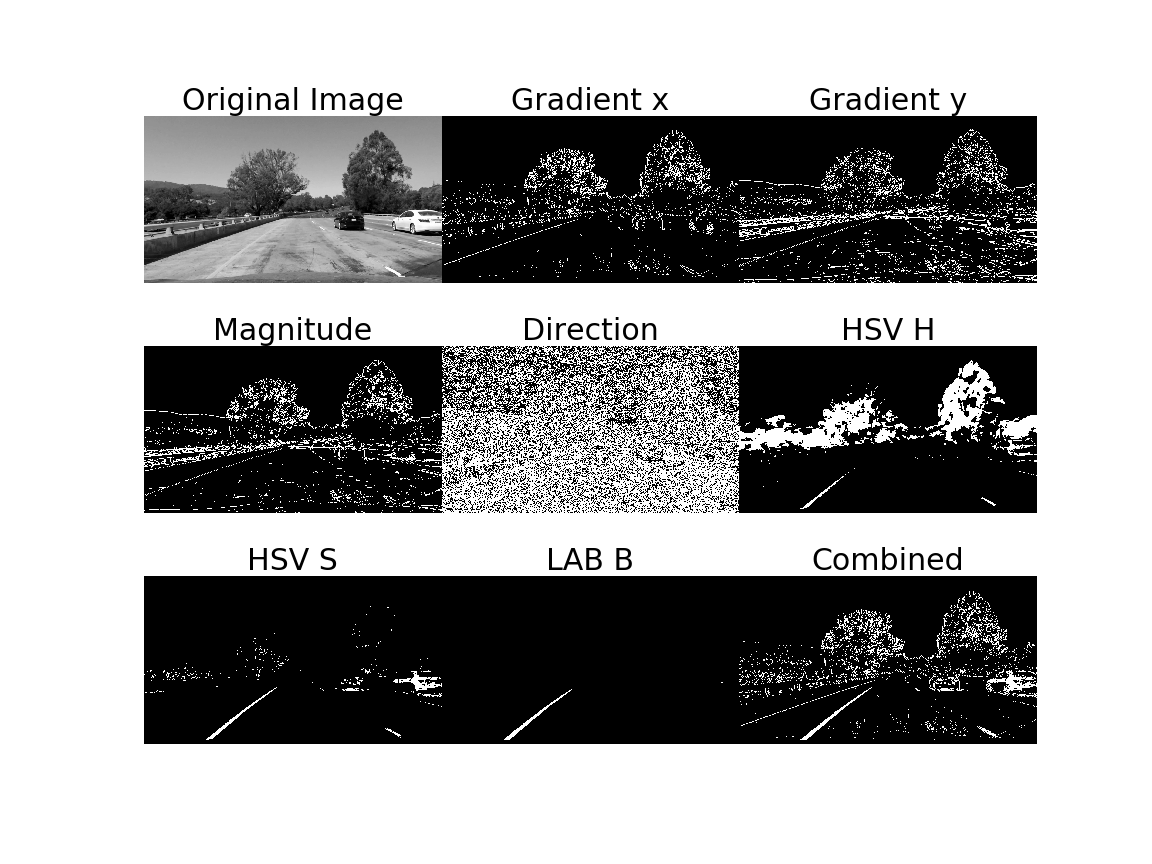 Original Image
Gradient x
Gradient y
Magnitude
Direction
HSV H
HSV S
LAB B
Combined